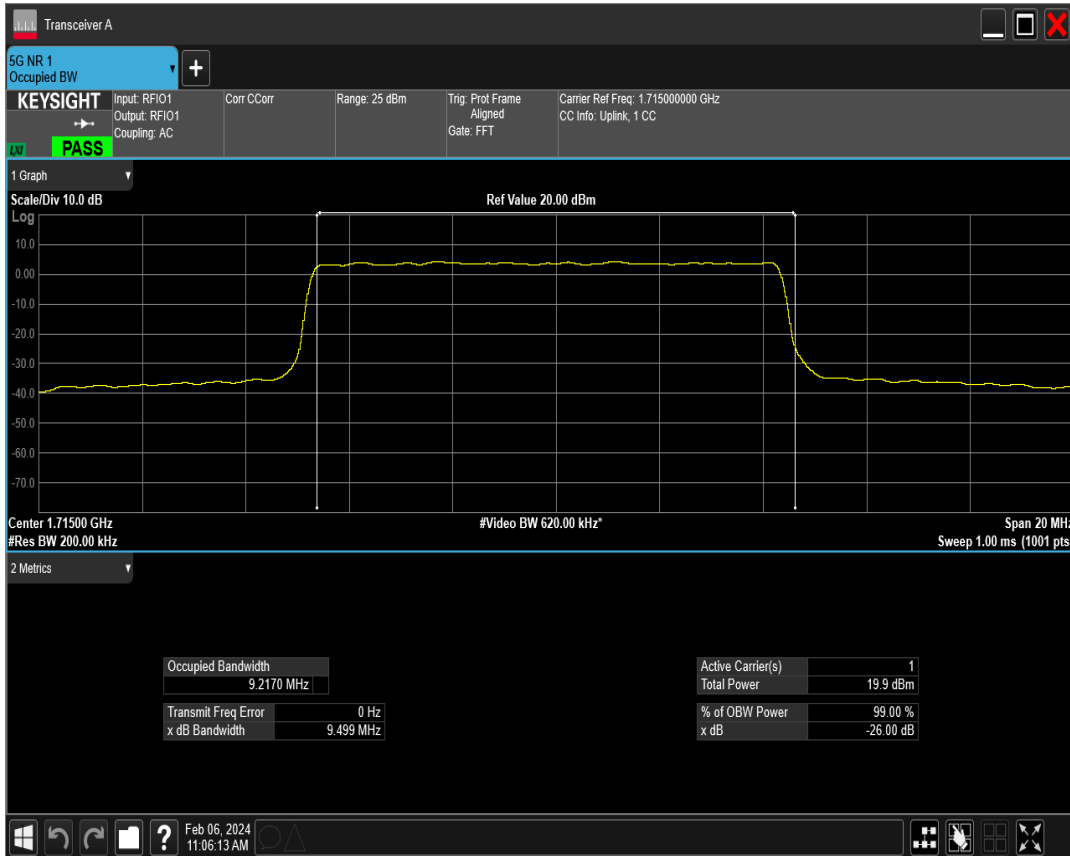 Transceiver A
5G NR 1
Occupied BW
KEYSIGHT
LXI
PASS
Input: RFIO1
Output: RFIO1
Coupling: AC
Corr CCorr
Range: 25 dBm
Trig: Prot Frame
Aligned
Gate: FFT
Carrier Ref Freq: 1.715000000 GHz
CC Info: Uplink, 1 CC
1 Graph
Scale/Div 10.0 dB
Ref Value 20.00 dBm
Log
10.0
0.00
-10.0
-20.0
-30.0
-40.0
-50.0
-60.0
-70.0
Center 1.71500 GHz
#Video BW 620.00 kHz*
Span 20 MHz
#Res BW 200.00 kHz
Sweep 1.00 ms (1001 pts
2 Metrics
Occupied Bandwidth
9.2170 MHz
Transmit Freq Error 0 Hz
x dB Bandwidth 9.499 MHz
Active Carrier(s) 1
Total Power 19.9 dBm
% of OBW Power 99.00 %
x dB -26.00 dB
?
Feb 06, 2024
11:06:13 AM